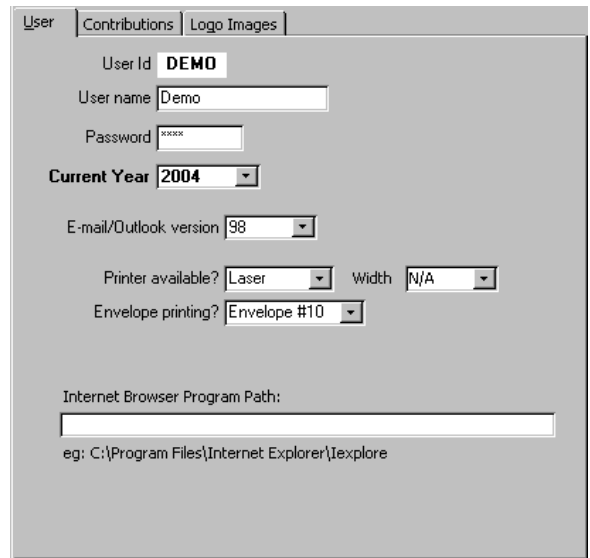 User Contributions Logo Images
User Id DEMO
User name Demo
Password ****
Current Year 2004
E-mail/Outlook version 98
Printer available? Laser Width N/A
Envelope printing? Envelope #10
Internet Browser Program Path:
eg: C:\Program Files\Internet Explorer\Iexplore